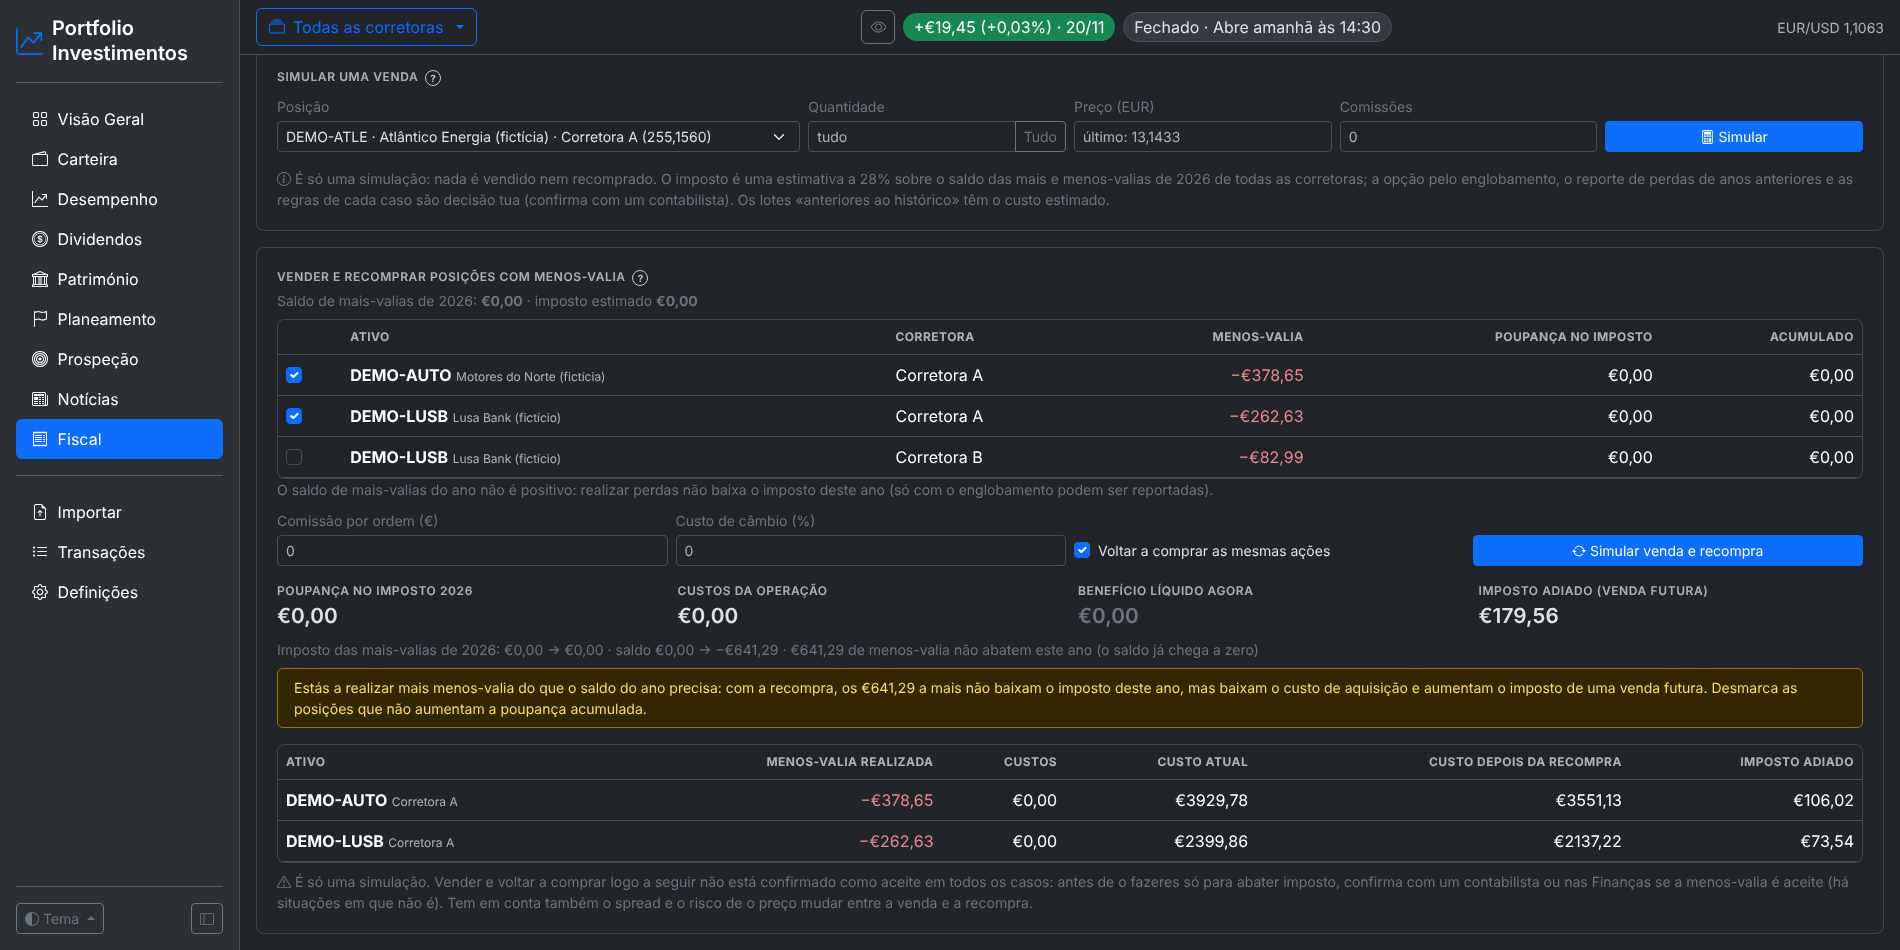 Portfolio
Investimentos
Visão Geral
Carteira
Desempenho
Dividendos
Património
Planeamento
Prospeção
Notícias
Fiscal
Importar
Transações
Definições
Tema
Todas as corretoras
+€19,45 (+0,03%) · 20/11
Fechado · Abre amanhã às 14:30
EUR/USD 1,1063
SIMULAR UMA VENDA ?
Posição Quantidade Preço (EUR) Comissões
DEMO-ATLE · Atlântico Energia (fictícia) · Corretora A (255,1560) tudo Tudo último: 13,1433 0 Simular
É só uma simulação: nada é vendido nem recomprado. O imposto é uma estimativa a 28% sobre o saldo das mais e menos-valias de 2026 de todas as corretoras; a opção pelo englobamento, o reporte de perdas de anos anteriores e as
regras de cada caso são decisão tua (confirma com um contabilista). Os lotes «anteriores ao histórico» têm o custo estimado.
VENDER E RECOMPRAR POSIÇÕES COM MENOS-VALIA ?
Saldo de mais-valias de 2026: €0,00 · imposto estimado €0,00
ATIVO CORRETORA MENOS-VALIA POUPANÇA NO IMPOSTO ACUMULADO
DEMO-AUTO Motores do Norte (fictícia) Corretora A −€378,65 €0,00 €0,00
DEMO-LUSB Lusa Bank (fictício) Corretora A −€262,63 €0,00 €0,00
DEMO-LUSB Lusa Bank (fictício) Corretora B −€82,99 €0,00 €0,00
O saldo de mais-valias do ano não é positivo: realizar perdas não baixa o imposto deste ano (só com o englobamento podem ser reportadas).
Comissão por ordem (€) Custo de câmbio (%)
0 0 Voltar a comprar as mesmas ações Simular venda e recompra
POUPANÇA NO IMPOSTO 2026 CUSTOS DA OPERAÇÃO BENEFÍCIO LÍQUIDO AGORA IMPOSTO ADIADO (VENDA FUTURA)
€0,00 €0,00 €0,00 €179,56
Imposto das mais-valias de 2026: €0,00 → €0,00 · saldo €0,00 → −€641,29 · €641,29 de menos-valia não abatem este ano (o saldo já chega a zero)
Estás a realizar mais menos-valia do que o saldo do ano precisa: com a recompra, os €641,29 a mais não baixam o imposto deste ano, mas baixam o custo de aquisição e aumentam o imposto de uma venda futura. Desmarca as
posições que não aumentam a poupança acumulada.
ATIVO MENOS-VALIA REALIZADA CUSTOS CUSTO ATUAL CUSTO DEPOIS DA RECOMPRA IMPOSTO ADIADO
DEMO-AUTO Corretora A −€378,65 €0,00 €3929,78 €3551,13 €106,02
DEMO-LUSB Corretora A −€262,63 €0,00 €2399,86 €2137,22 €73,54
É só uma simulação. Vender e voltar a comprar logo a seguir não está confirmado como aceite em todos os casos: antes de o fazeres só para abater imposto, confirma com um contabilista ou nas Finanças se a menos-valia é aceite (há
situações em que não é). Tem em conta também o spread e o risco de o preço mudar entre a venda e a recompra.